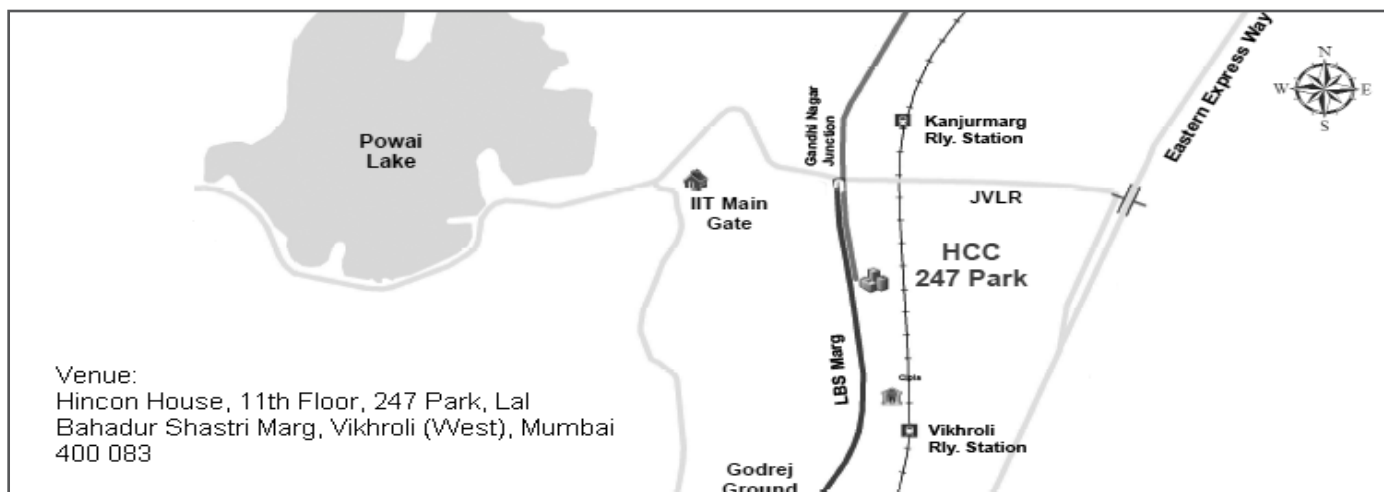 Powai
Lake
IIT Main
Gate
Gandhi Nagar
Junction
Kanjurmarg
Rly. Station
Eastern Express Way
N
W
E
S
JVLR
HCC
247 Park
LBS Marg
Cipla
Vikhroli
Rly. Station
Godrej
Ground
Venue:
Hincon House, 11th Floor, 247 Park, Lal
Bahadur Shastri Marg, Vikhroli (West), Mumbai
400 083